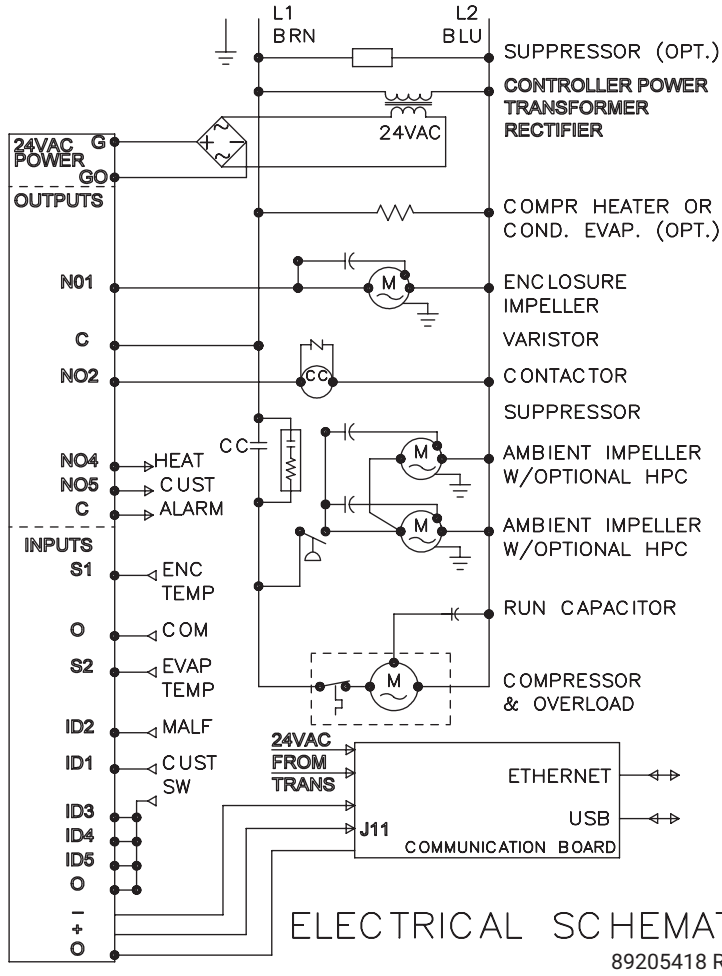 L1
BRN
L2
BLU
SUPPRESSOR (OPT.)
CONTROLLER POWER
TRANSFORMER
RECTIFIER
24VAC
24VAC
POWER
G
GO
+
~
~
−
OUTPUTS
COMPR HEATER OR
COND. EVAP. (OPT.)
N01
M
ENCLOSURE
IMPELLER
C
VARISTOR
NO2
CC
CONTACTOR
SUPPRESSOR
CC
M
AMBIENT IMPELLER
W/OPTIONAL HPC
NO4
HEAT
NO5
CUST
C
ALARM
M
AMBIENT IMPELLER
W/OPTIONAL HPC
INPUTS
S1
ENC
TEMP
O
COM
RUN CAPACITOR
S2
EVAP
TEMP
M
COMPRESSOR
& OVERLOAD
ID2
MALF
ID1
CUST
SW
ID3
ID4
ID5
O
−
+
O
24VAC
FROM
TRANS
J11
ETHERNET
USB
COMMUNICATION BOARD
ELECTRICAL SCHEMAT
89205418 R